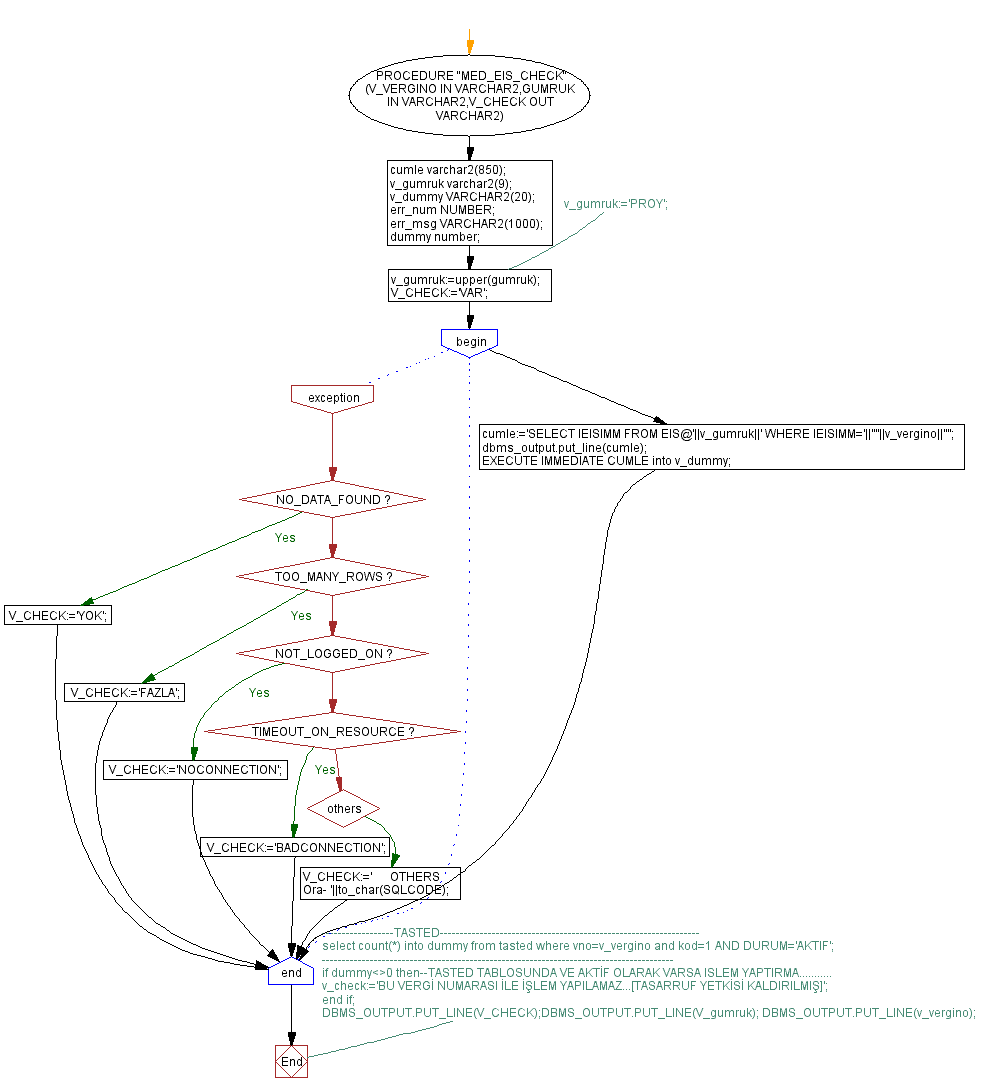 PROCEDURE "MED_EIS_CHECK"
(V_VERGINO IN VARCHAR2,GUMRUK
IN VARCHAR2,V_CHECK OUT
VARCHAR2)
cumle varchar2(850);
v_gumruk varchar2(9);
v_dummy VARCHAR2(20);
err_num NUMBER;
err_msg VARCHAR2(1000);
dummy number;
v_gumruk:='PROY';
v_gumruk:=upper(gumruk);
V_CHECK:='VAR';
begin
exception
cumle:='SELECT IEISIMM FROM EIS@'||v_gumruk||' WHERE IEISIMM='||''''||v_vergino||'''';
dbms_output.put_line(cumle);
EXECUTE IMMEDIATE CUMLE into v_dummy;
NO_DATA_FOUND ?
Yes
TOO_MANY_ROWS ?
V_CHECK:='YOK';
Yes
NOT_LOGGED_ON ?
V_CHECK:='FAZLA';
Yes
TIMEOUT_ON_RESOURCE ?
V_CHECK:='NOCONNECTION';
Yes
others
V_CHECK:='BADCONNECTION';
V_CHECK:='      OTHERS, '
Ora- '||to_char(SQLCODE);
------------------TASTED-----------------------------------------------------------------
select count(*) into dummy from tasted where vno=v_vergino and kod=1 AND DURUM='AKTIF';
----------------------------------------------------------------------------------------
if dummy<>0 then--TASTED TABLOSUNDA VE AKTİF OLARAK VARSA ISLEM YAPTIRMA...........
v_check:='BU VERGİ NUMARASI İLE İŞLEM YAPILAMAZ...[TASARRUF YETKİSİ KALDIRILMIŞ]';
end if;
DBMS_OUTPUT.PUT_LINE(V_CHECK);DBMS_OUTPUT.PUT_LINE(V_gumruk); DBMS_OUTPUT.PUT_LINE(v_vergino);
end
End